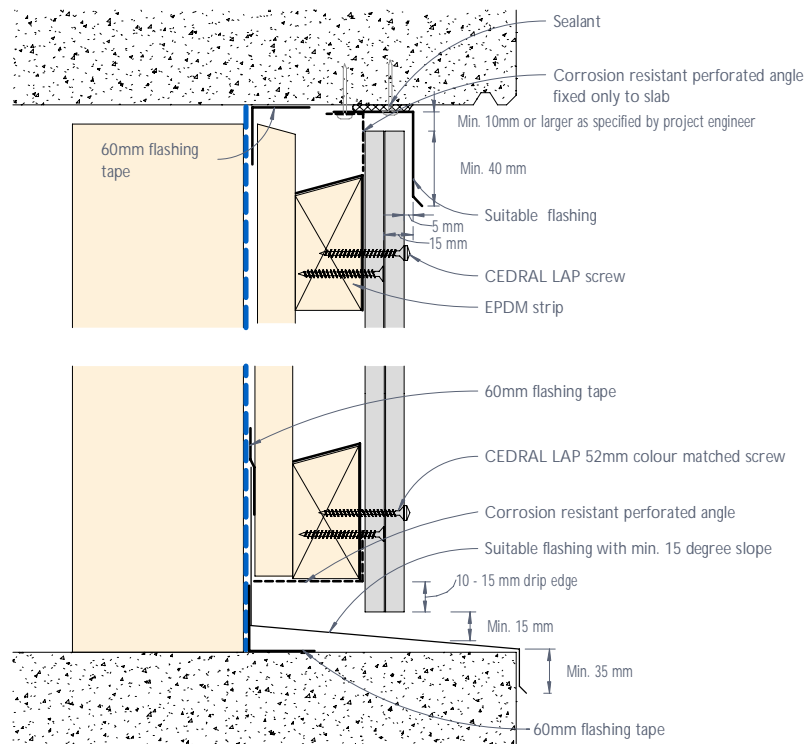 Sealant
Corrosion resistant perforated angle
fixed only to slab
Min. 10mm or larger as specified by project engineer
60mm flashing
tape
Min. 40 mm
Suitable flashing
5 mm
15 mm
CEDRAL LAP screw
EPDM strip
60mm flashing tape
CEDRAL LAP 52mm colour matched screw
Corrosion resistant perforated angle
Suitable flashing with min. 15 degree slope
10 - 15 mm drip edge
Min. 15 mm
Min. 35 mm
60mm flashing tape